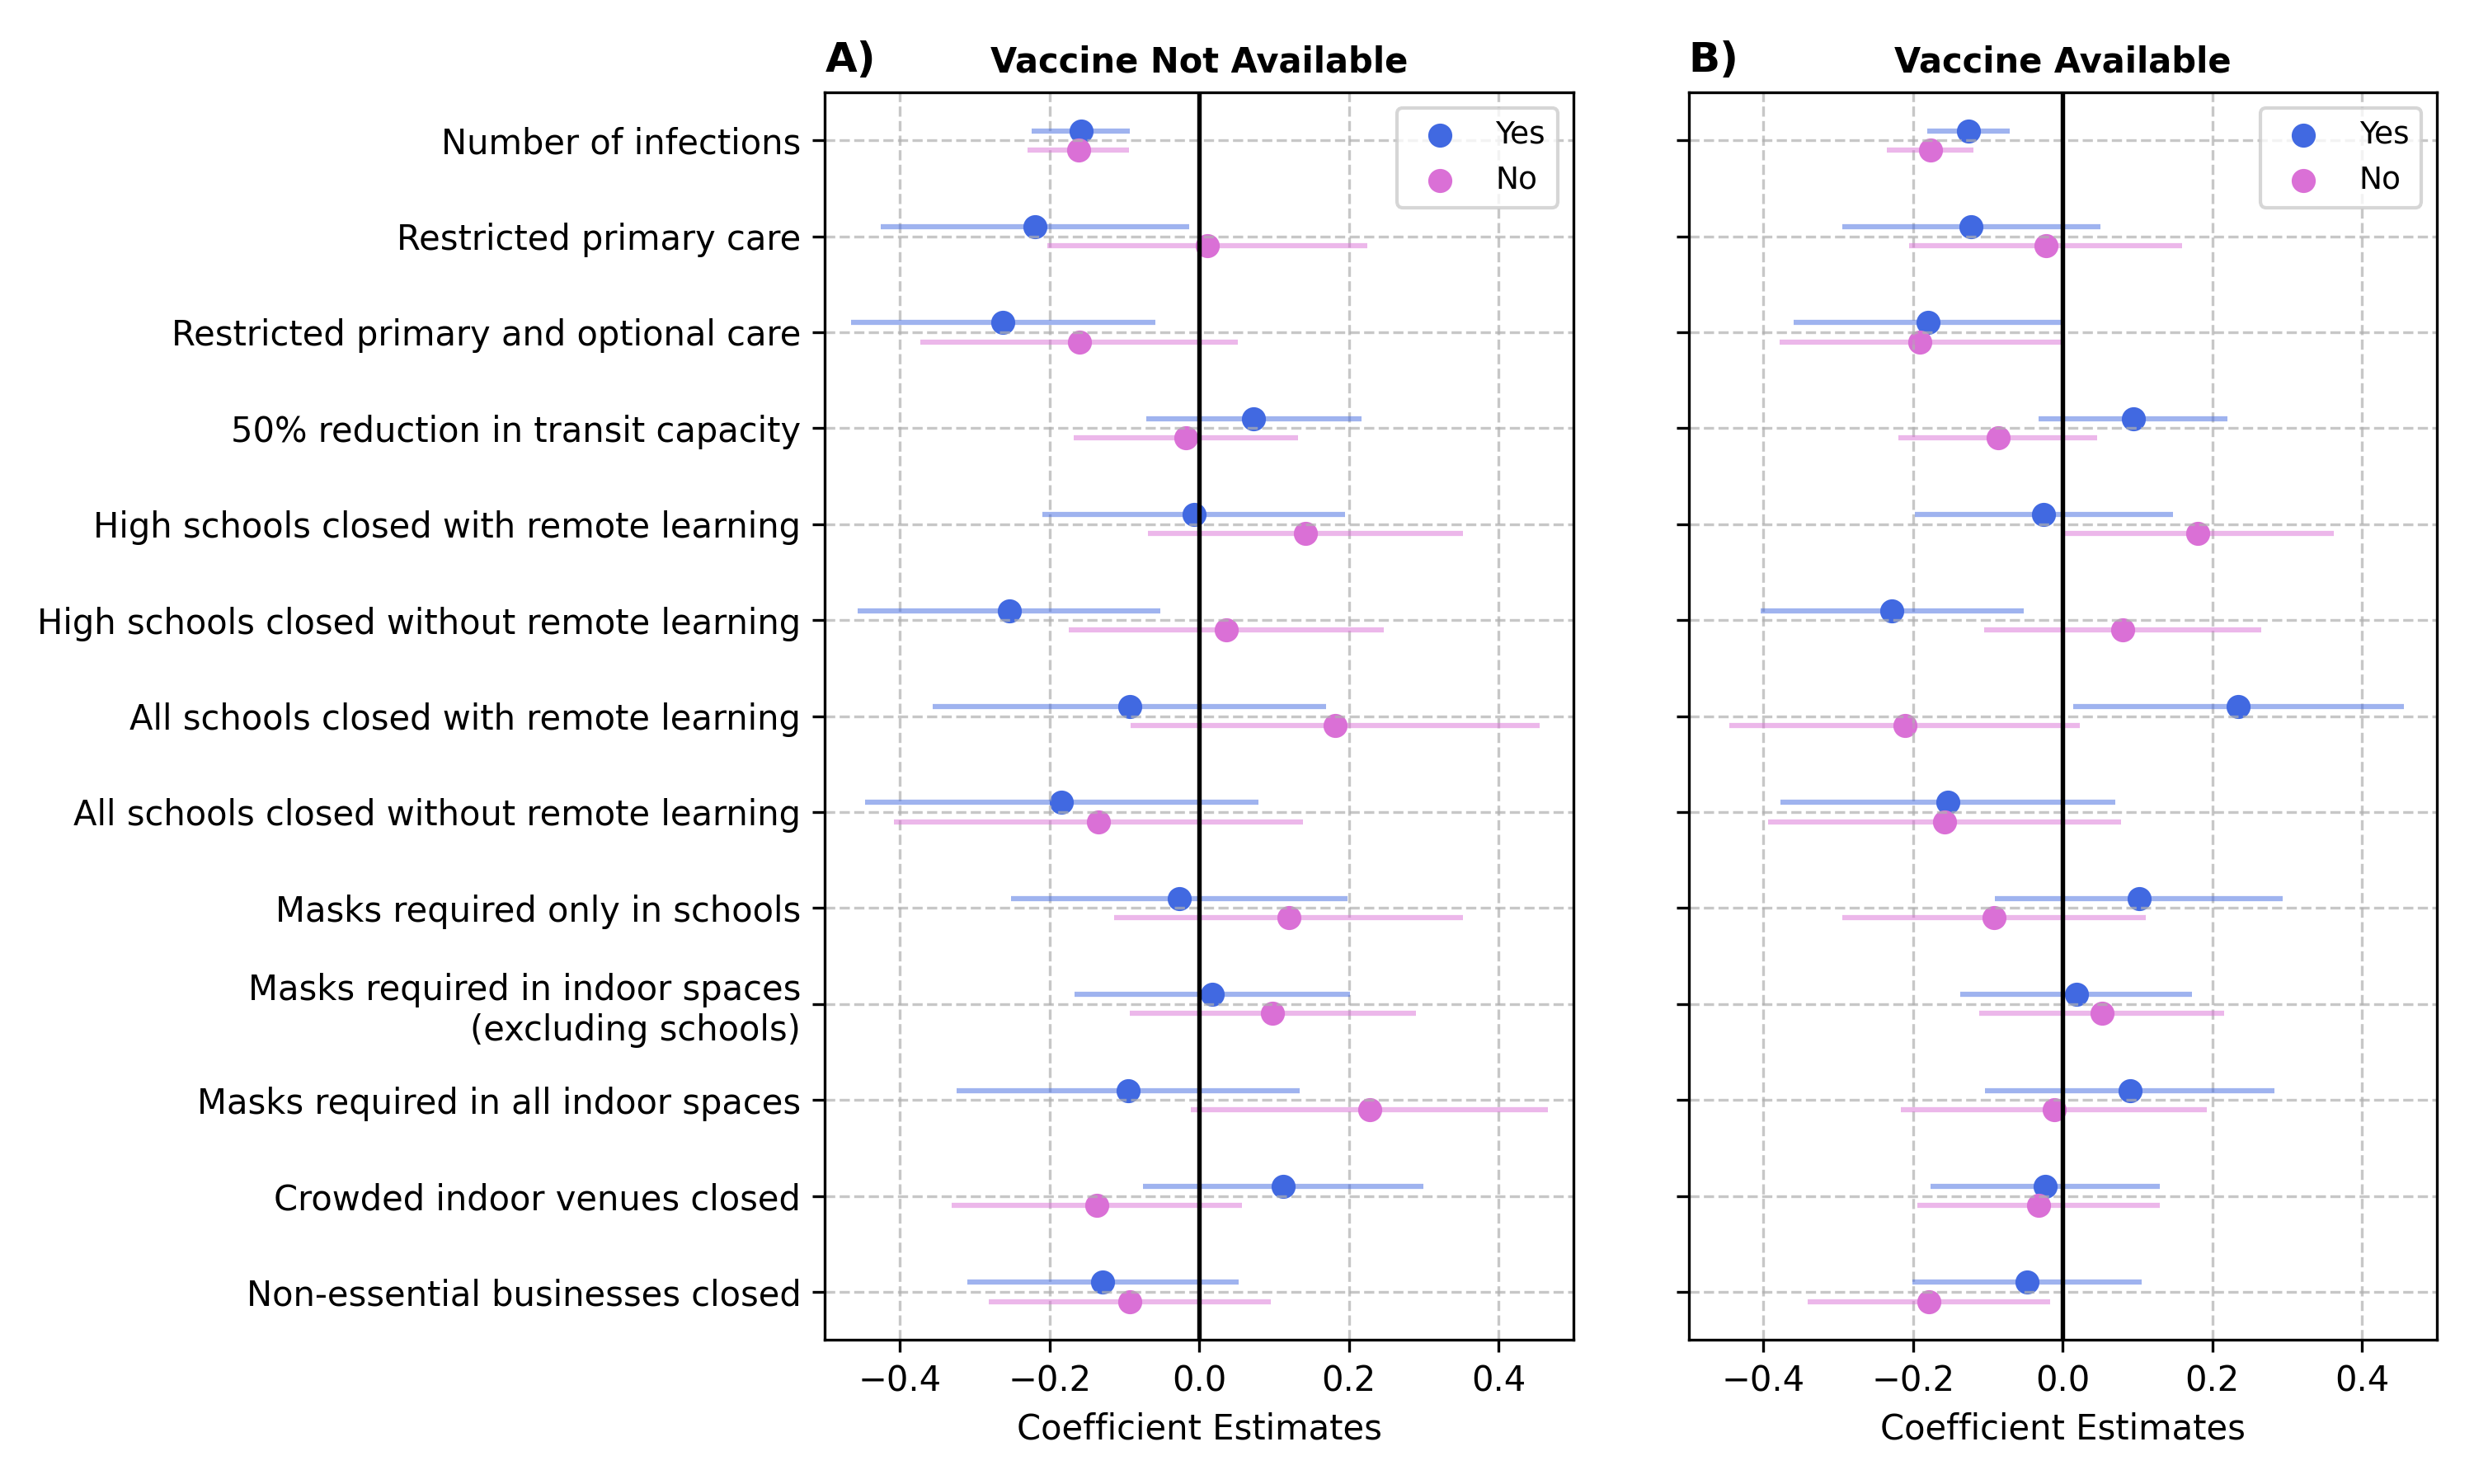 A) Vaccine Not Available
B) Vaccine Available
Number of infections
Restricted primary care
Restricted primary and optional care
50% reduction in transit capacity
High schools closed with remote learning
High schools closed without remote learning
All schools closed with remote learning
All schools closed without remote learning
Masks required only in schools
Masks required in indoor spaces
(excluding schools)
Masks required in all indoor spaces
Crowded indoor venues closed
Non-essential businesses closed
Yes
No
Yes
No
−0.4 −0.2 0.0 0.2 0.4
−0.4 −0.2 0.0 0.2 0.4
Coefficient Estimates
Coefficient Estimates